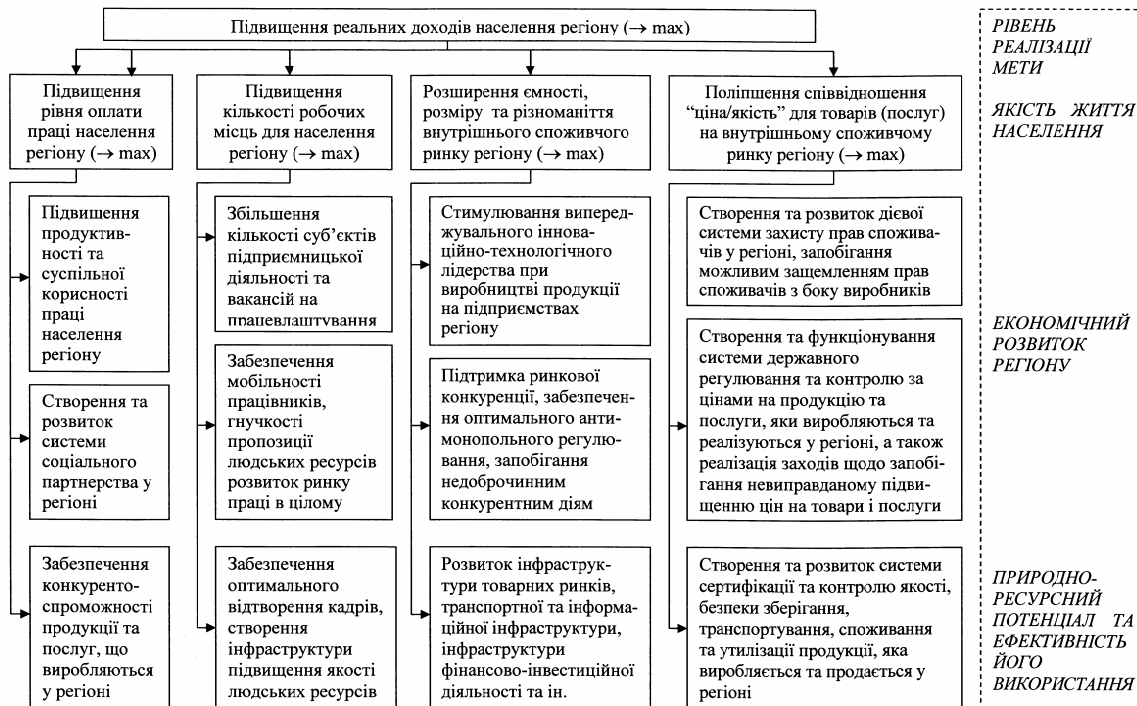 Підвищення реальних доходів населення регіону (→ max)
Підвищення
рівня оплати
праці населення
регіону (→ max)
Підвищення
кількості робочих
місць для населення
регіону (→ max)
Розширення ємності,
розміру та різноманіття
внутрішнього споживчого
ринку регіону (→ max)
Поліпшення співвідношення
“ціна/якість” для товарів (послуг)
на внутрішньому споживчому
ринку регіону (→ max)
Підвищення
продуктив-
ності та
суспільної
корисності
праці
населення
регіону
Збільшення
кількості суб’єктів
підприємницької
діяльності та
вакансій на
працевлаштування
Стимулювання виперед-
жувального іннова-
ційно-технологічного
лідерства при
виробництві продукції
на підприємствах
регіону
Створення та розвиток дієвої
системи захисту прав спожива-
чів у регіоні, запобігання
можливим защемленням прав
споживачів з боку виробників
Створення та
розвиток
системи
соціального
партнерства у
регіоні
Забезпечення
мобільності
працівників,
гнучкості
пропозиції
людських ресурсів
розвиток ринку
праці в цілому
Підтримка ринкової
конкуренції, забезпечен-
ня оптимального анти-
монопольного регулю-
вання, запобігання
недоброчинним
конкурентним діям
Створення та функціонування
системи державного
регулювання та контролю за
цінами на продукцію та
послуги, яки виробляються та
реалізуються у регіоні, а також
реалізація заходів щодо запобі-
гання невиправданому підви-
щенню цін на товари і послуги
Забезпечення
конкуренто-
спроможності
продукції та
послуг, що
виробляються
у регіоні
Забезпечення
оптимального
відтворення кадрів,
створення
інфраструктури
підвищення якості
людських ресурсів
Розвиток інфраструк-
тури товарних ринків,
транспортної та інформа-
ційної інфраструктури,
інфраструктури
фінансово-інвестиційної
діяльності та ін.
Створення та розвиток системи
сертифікації та контролю якості,
безпеки зберігання,
транспортування, споживання
та утилизації продукції, яка
виробляється та продається у
регіоні
РІВЕНЬ
РЕАЛІЗАЦІЇ
МЕТИ
ЯКІСТЬ ЖИТТЯ
НАСЕЛЕННЯ
ЕКОНОМІЧНИЙ
РОЗВИТОК
РЕГІОНУ
ПРИРОДНО-
РЕСУРСНИЙ
ПОТЕНЦІАЛ ТА
ЕФЕКТИВНІСТЬ
ЙОГО
ВИКОРИСТАННЯ